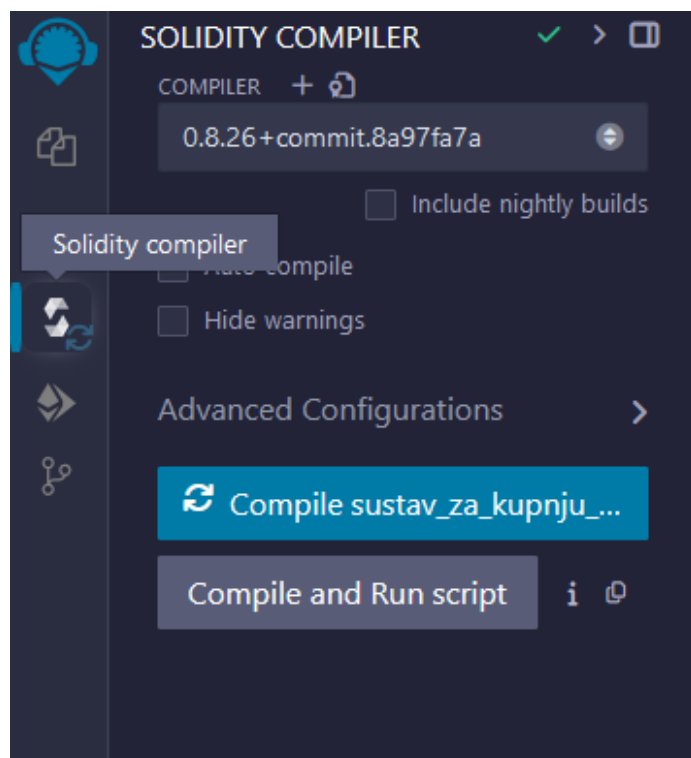 SOLIDITY COMPILER
COMPILER
0.8.26+commit.8a97fa7a
Include nightly builds
Solidity compiler
Auto compile
Hide warnings
Advanced Configurations
Compile sustav_za_kupnju_...
Compile and Run script